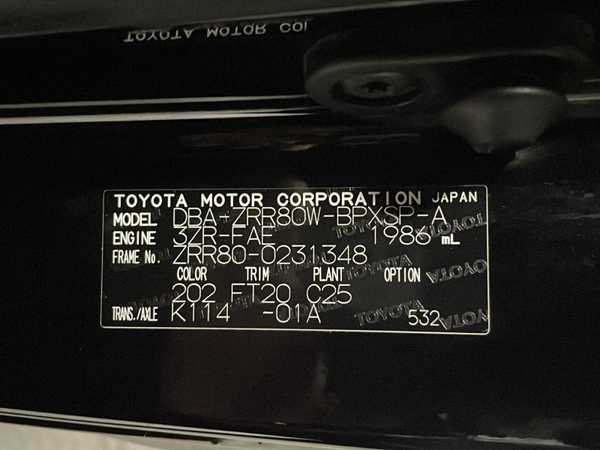 TOYOTA MOTOR CO
TOYOTA MOTOR CORPORATION JAPAN
MODEL DBA-ZRR80W-BPXSP-A
ENGINE 3ZR-FAE 1986 mL
FRAME No. ZRR80-0231348
COLOR TRIM PLANT OPTION
202 FT20 C25
TRANS./AXLE K114 -01A 532